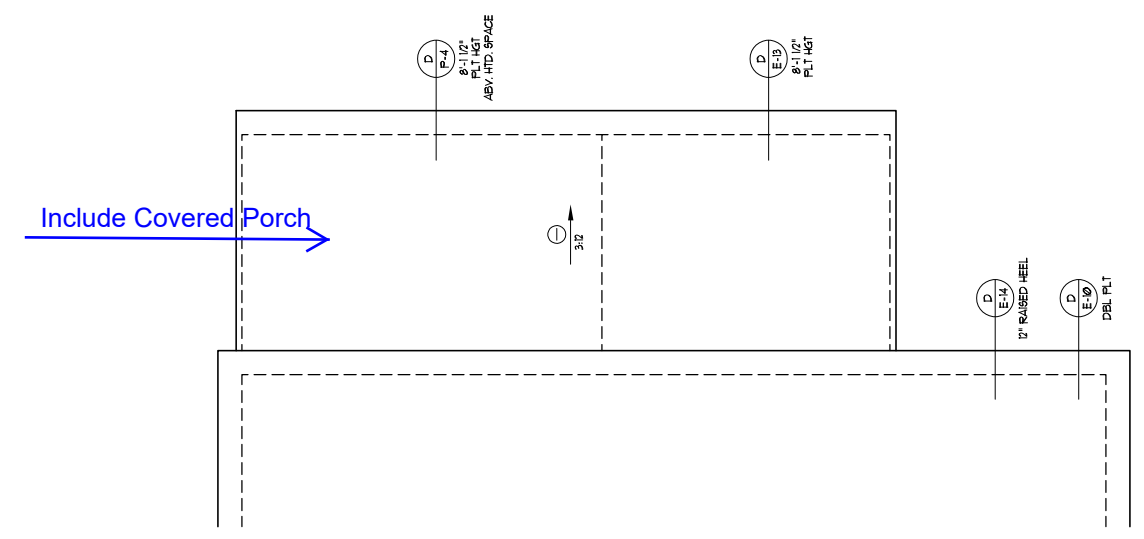 D
P-4
8'-1 1/2"
PLT HGT
ABV. HTD. SPACE
D
E-13
8'-1 1/2"
PLT HGT
Include Covered Porch
3:12
D
E-14
12" RAISED HEEL
D
E-10
DBL PLT